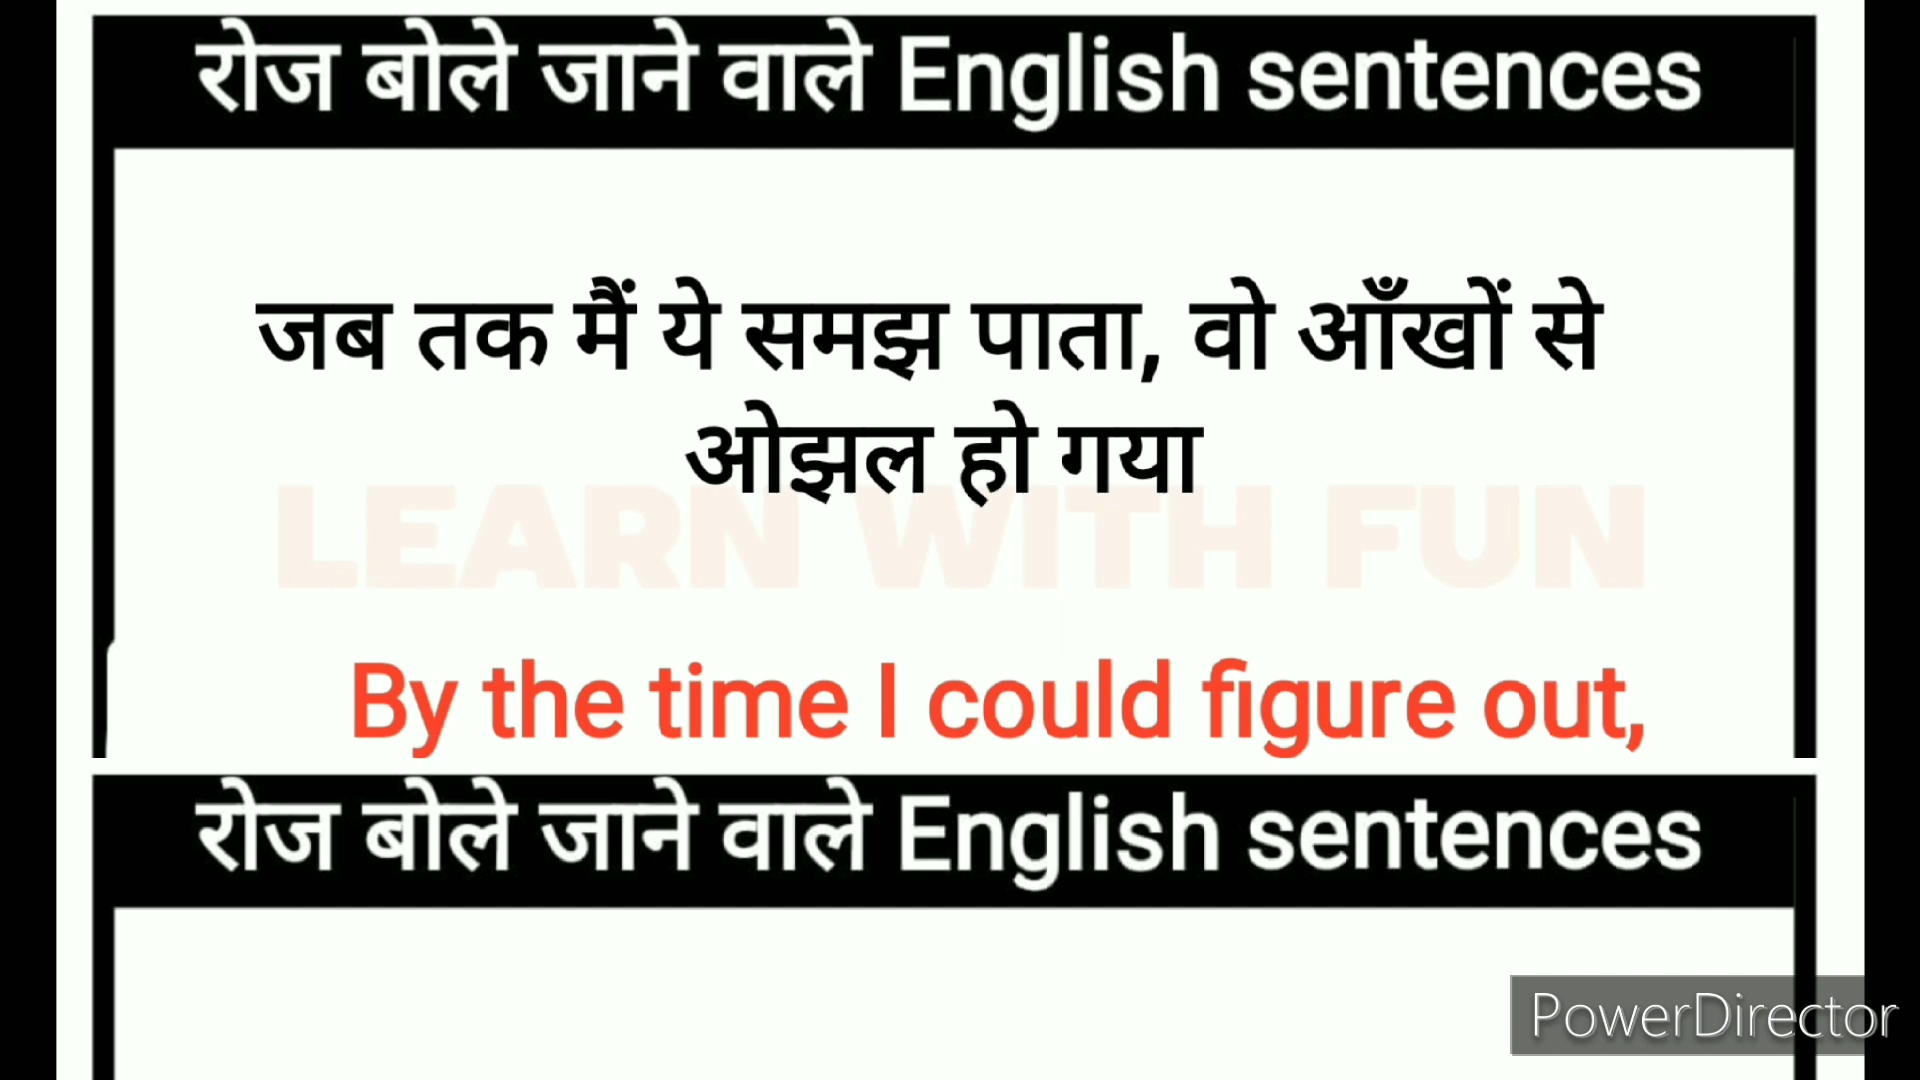 रोज बोले जाने वाले English sentences
जब तक मैं ये समझ पाता, वो आँखों से
ओझल हो गया
LEARN WITH FUN
By the time I could figure out,
रोज बोले जाने वाले English sentences
PowerDirector